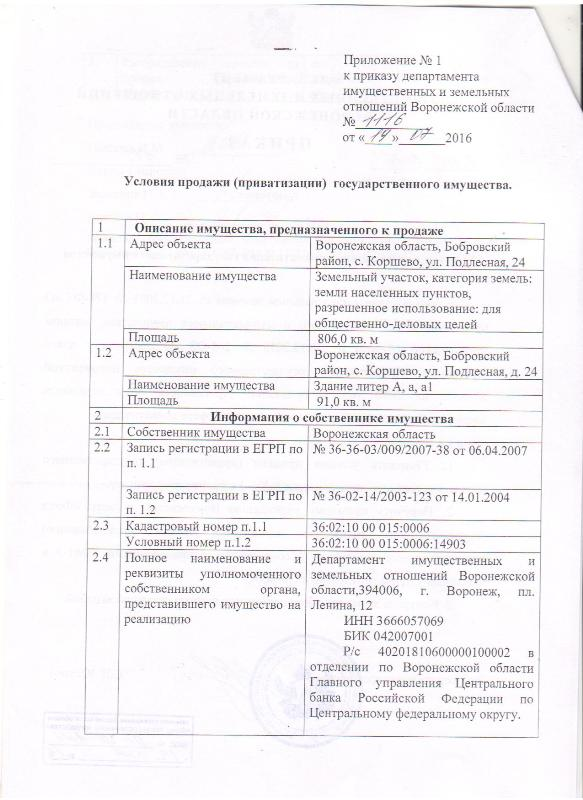 Приложение № 1
к приказу департамента
имущественных и земельных
отношений Воронежской области
№ 1116
от «19» 07 2016
Условия продажи (приватизации) государственного имущества.
1 Описание имущества, предназначенного к продаже
1.1 Адрес объекта Воронежская область, Бобровский
район, с. Коршево, ул. Подлесная, 24
Наименование имущества Земельный участок, категория земель:
земли населенных пунктов,
разрешенное использование: для
общественно-деловых целей
Площадь 806,0 кв. м
1.2 Адрес объекта Воронежская область, Бобровский
район, с. Коршево, ул. Подлесная, д. 24
Наименование имущества Здание литер А, а, а1
Площадь 91,0 кв. м
2 Информация о собственнике имущества
2.1 Собственник имущества Воронежская область
2.2 Запись регистрации в ЕГРП по № 36-36-03/009/2007-38 от 06.04.2007
п. 1.1
Запись регистрации в ЕГРП по № 36-02-14/2003-123 от 14.01.2004
п. 1.2
2.3 Кадастровый номер п.1.1 36:02:10 00 015:0006
Условный номер п.1.2 36:02:10 00 015:0006:14903
2.4 Полное наименование и Департамент имущественных и
реквизиты уполномоченного земельных отношений Воронежской
собственником органа, области,394006, г. Воронеж, пл.
представившего имущество на Ленина, 12
реализацию ИНН 3666057069
БИК 042007001
Р/с 40201810600000100002 в
отделении по Воронежской области
Главного управления Центрального
банка Российской Федерации по
Центральному федеральному округу.